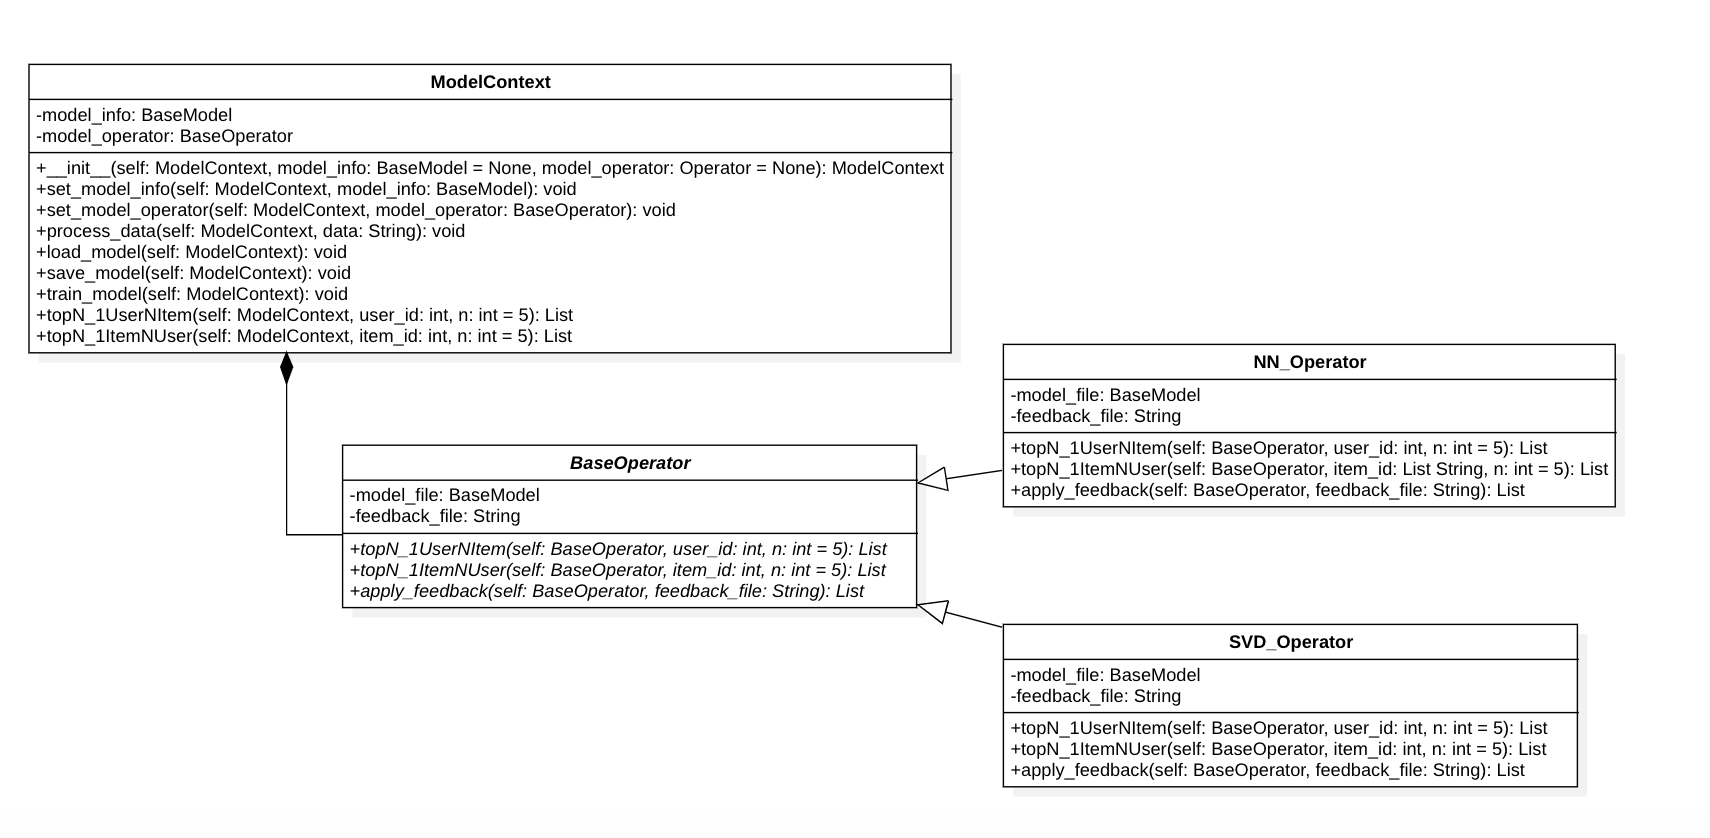 ModelContext
-model_info: BaseModel
-model_operator: BaseOperator
+__init__(self: ModelContext, model_info: BaseModel = None, model_operator: Operator = None): ModelContext
+set_model_info(self: ModelContext, model_info: BaseModel): void
+set_model_operator(self: ModelContext, model_operator: BaseOperator): void
+process_data(self: ModelContext, data: String): void
+load_model(self: ModelContext): void
+save_model(self: ModelContext): void
+train_model(self: ModelContext): void
+topN_1UserNItem(self: ModelContext, user_id: int, n: int = 5): List
+topN_1ItemNUser(self: ModelContext, item_id: int, n: int = 5): List
BaseOperator
-model_file: BaseModel
-feedback_file: String
+topN_1UserNItem(self: BaseOperator, user_id: int, n: int = 5): List
+topN_1ItemNUser(self: BaseOperator, item_id: int, n: int = 5): List
+apply_feedback(self: BaseOperator, feedback_file: String): List
NN_Operator
-model_file: BaseModel
-feedback_file: String
+topN_1UserNItem(self: BaseOperator, user_id: int, n: int = 5): List
+topN_1ItemNUser(self: BaseOperator, item_id: List String, n: int = 5): List
+apply_feedback(self: BaseOperator, feedback_file: String): List
SVD_Operator
-model_file: BaseModel
-feedback_file: String
+topN_1UserNItem(self: BaseOperator, user_id: int, n: int = 5): List
+topN_1ItemNUser(self: BaseOperator, item_id: int, n: int = 5): List
+apply_feedback(self: BaseOperator, feedback_file: String): List